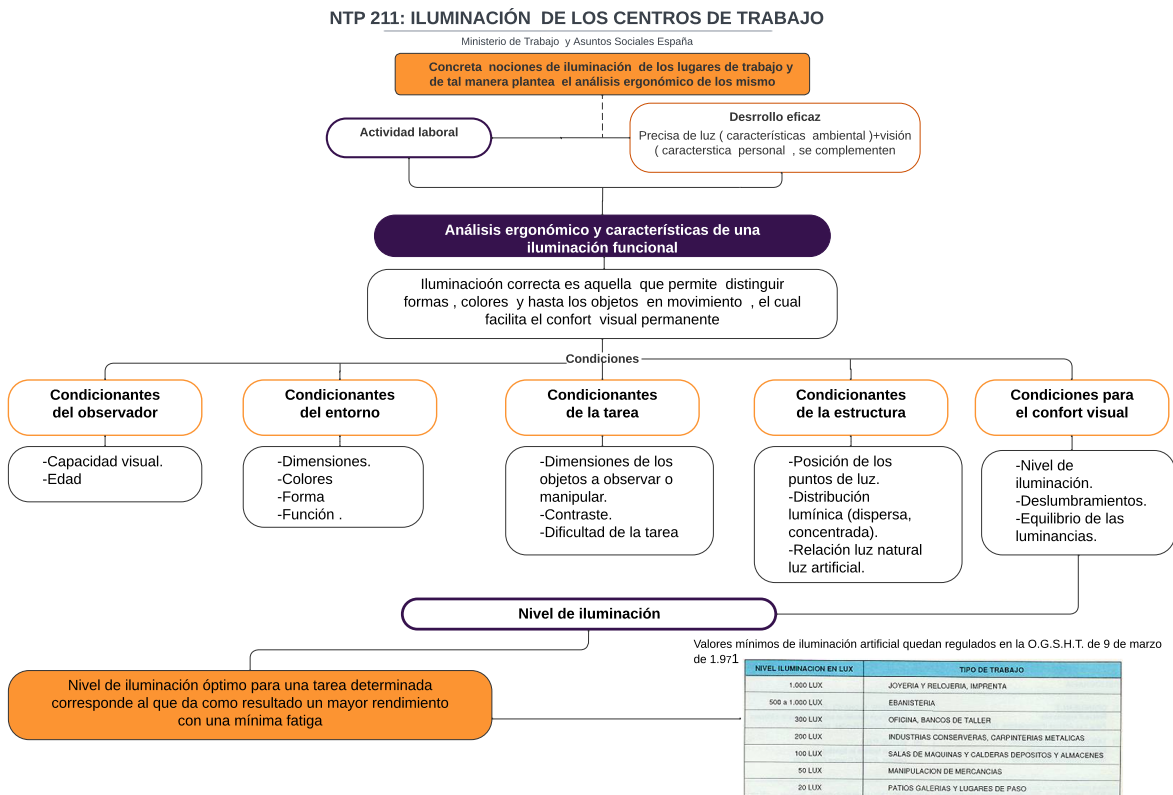 NTP 211: ILUMINACIÓN DE LOS CENTROS DE TRABAJO
Ministerio de Trabajo y Asuntos Sociales España
Concreta nociones de iluminación de los lugares de trabajo y
de tal manera plantea el análisis ergonómico de los mismo
Actividad laboral
Desrrollo eficaz
Precisa de luz ( características ambiental )+visión
( caracterstica personal , se complementen
Análisis ergonómico y características de una
iluminación funcional
Iluminacioón correcta es aquella que permite distinguir
formas , colores y hasta los objetos en movimiento , el cual
facilita el confort visual permanente
Condiciones
Condicionantes
del observador
-Capacidad visual.
-Edad
Condicionantes
del entorno
-Dimensiones.
-Colores
-Forma
-Función .
Condicionantes
de la tarea
-Dimensiones de los
objetos a observar o
manipular.
-Contraste.
-Dificultad de la tarea
Condicionantes
de la estructura
-Posición de los
puntos de luz.
-Distribución
lumínica (dispersa,
concentrada).
-Relación luz natural
luz artificial.
Condiciones para
el confort visual
-Nivel de
iluminación.
-Deslumbramientos.
-Equilibrio de las
luminancias.
Nivel de iluminación
Nivel de iluminación óptimo para una tarea determinada
corresponde al que da como resultado un mayor rendimiento
con una mínima fatiga
Valores mínimos de iluminación artificial quedan regulados en la O.G.S.H.T. de 9 de marzo
de 1.971
NIVEL ILUMINACION EN LUX TIPO DE TRABAJO
1.000 LUX JOYERIA Y RELOJERIA, IMPRENTA
500 a 1.000 LUX EBANISTERIA
300 LUX OFICINA, BANCOS DE TALLER
200 LUX INDUSTRIAS CONSERVERAS, CARPINTERIAS METALICAS
100 LUX SALAS DE MAQUINAS Y CALDERAS DEPOSITOS Y ALMACENES
50 LUX MANIPULACION DE MERCANCIAS
20 LUX PATIOS GALERIAS Y LUGARES DE PASO